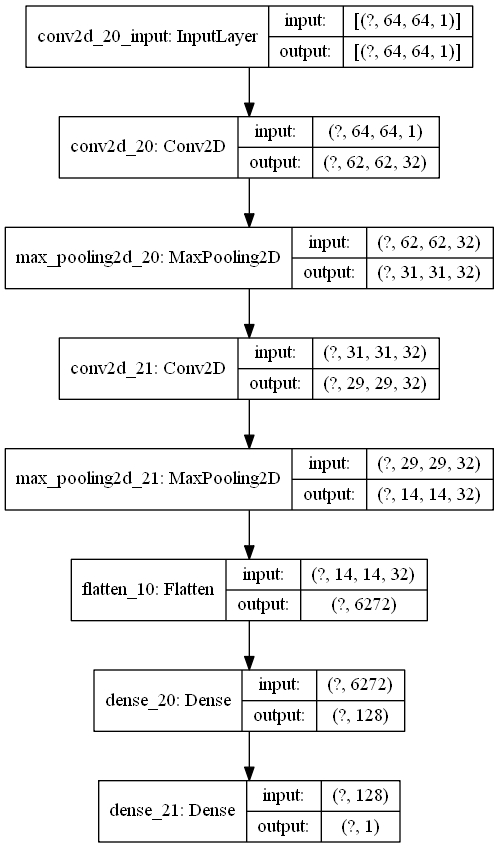 conv2d_20_input: InputLayer
input: [(?, 64, 64, 1)]
output: [(?, 64, 64, 1)]
conv2d_20: Conv2D
input: (?, 64, 64, 1)
output: (?, 62, 62, 32)
max_pooling2d_20: MaxPooling2D
input: (?, 62, 62, 32)
output: (?, 31, 31, 32)
conv2d_21: Conv2D
input: (?, 31, 31, 32)
output: (?, 29, 29, 32)
max_pooling2d_21: MaxPooling2D
input: (?, 29, 29, 32)
output: (?, 14, 14, 32)
flatten_10: Flatten
input: (?, 14, 14, 32)
output: (?, 6272)
dense_20: Dense
input: (?, 6272)
output: (?, 128)
dense_21: Dense
input: (?, 128)
output: (?, 1)